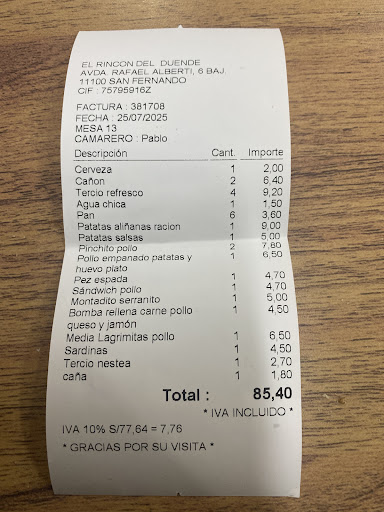 EL RINCON DEL DUENDE
AVDA. RAFAEL ALBERTI, 6 BAJ.
11100 SAN FERNANDO
CIF : 75795916Z
FACTURA : 381708
FECHA : 25/07/2025
MESA 13
CAMARERO : Pablo
Descripción Cant. Importe
Cerveza 1 2,00
Cañon 2 6,40
Tercio refresco 4 9,20
Agua chica 1 1,50
Pan 6 3,60
Patatas aliñanas racion 1 9,00
Patatas salsas 1 5,00
Pinchito pollo 2 7,80
Pollo empanado patatas y 1 6,50
huevo plato
Pez espada 1 4,70
Sándwich pollo 1 4,70
Montadito serranito 1 5,00
Bomba rellena carne pollo 1 4,50
queso y jamón
Media Lagrimitas pollo 1 6,50
Sardinas 1 4,50
Tercio nestea 1 2,70
caña 1 1,80
Total : 85,40
* IVA INCLUIDO *
IVA 10% S/77,64 = 7,76
* GRACIAS POR SU VISITA *